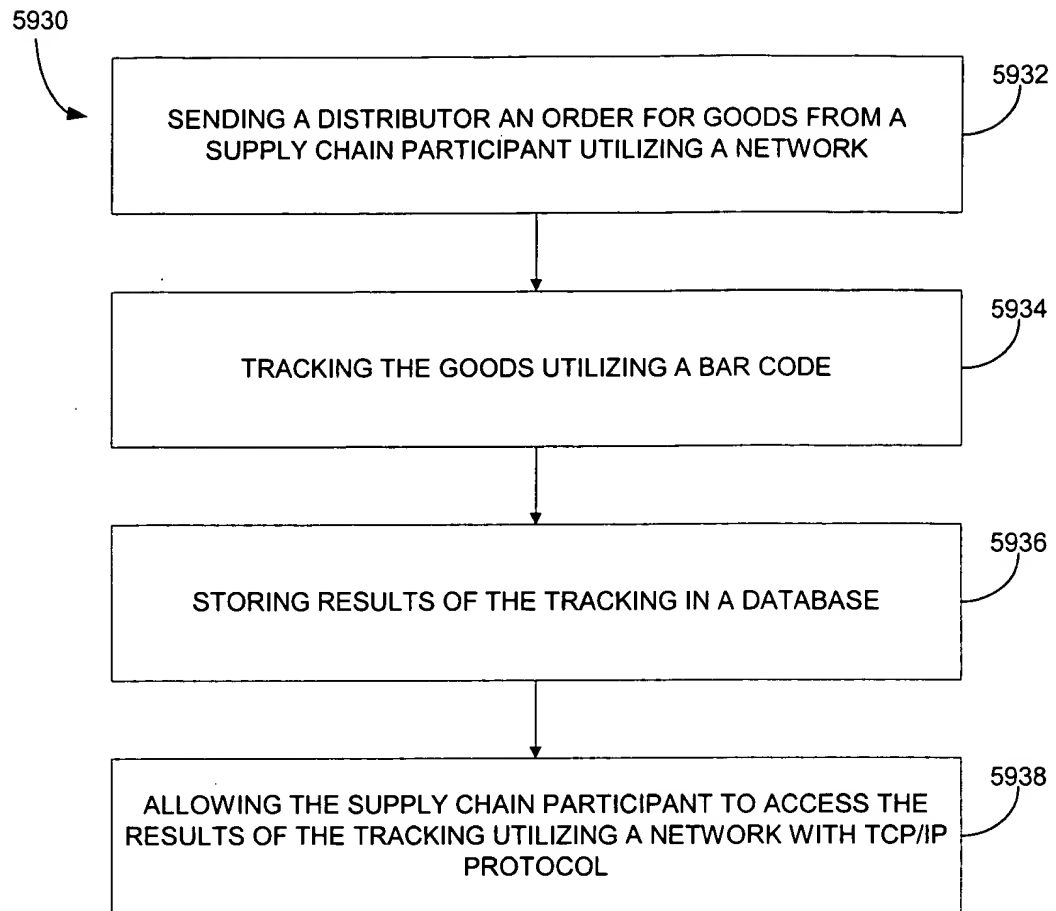 5930
5932
SENDING A DISTRIBUTOR AN ORDER FOR GOODS FROM A
SUPPLY CHAIN PARTICIPANT UTILIZING A NETWORK
5934
TRACKING THE GOODS UTILIZING A BAR CODE
5936
STORING RESULTS OF THE TRACKING IN A DATABASE
5938
ALLOWING THE SUPPLY CHAIN PARTICIPANT TO ACCESS THE
RESULTS OF THE TRACKING UTILIZING A NETWORK WITH TCP/IP
PROTOCOL